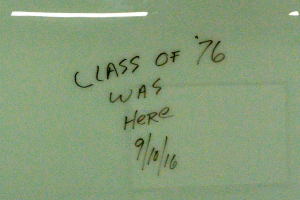 CLASS OF '76
WAS
HeRe
9/10/16